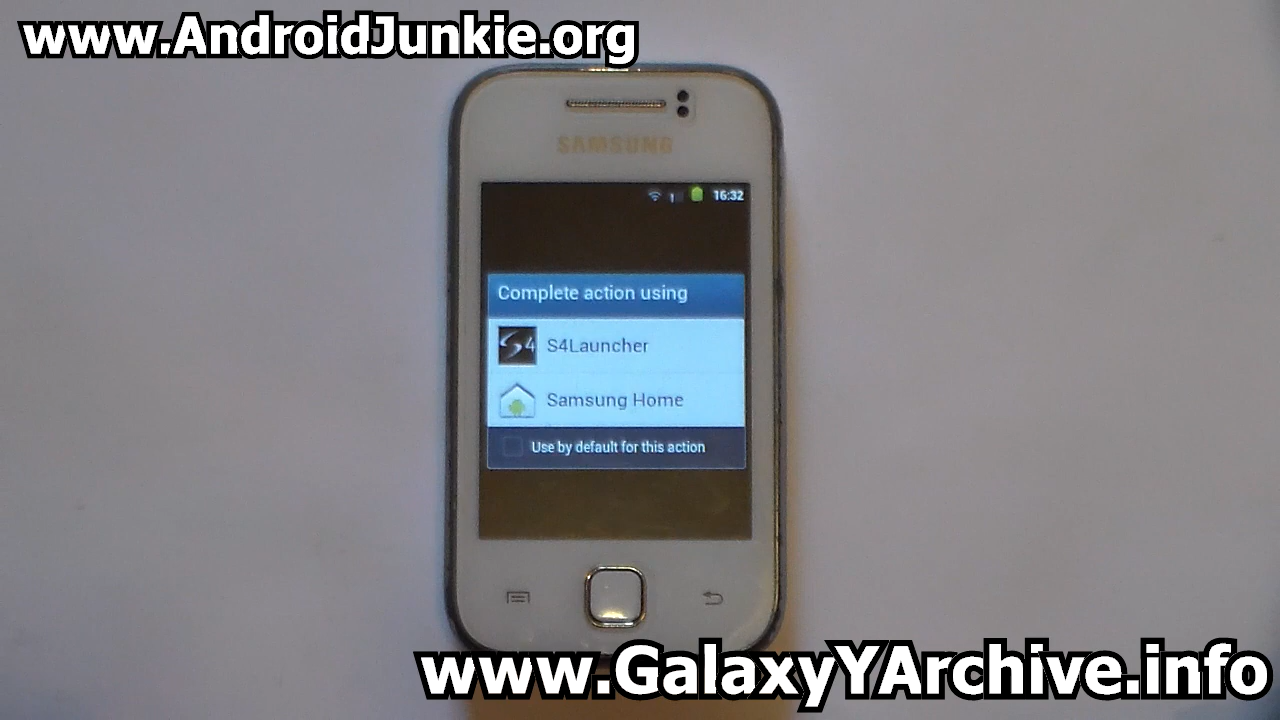 www.AndroidJunkie.org
SAMSUNG
16:32
Complete action using
S4 S4Launcher
Samsung Home
Use by default for this action
www.GalaxyYArchive.info